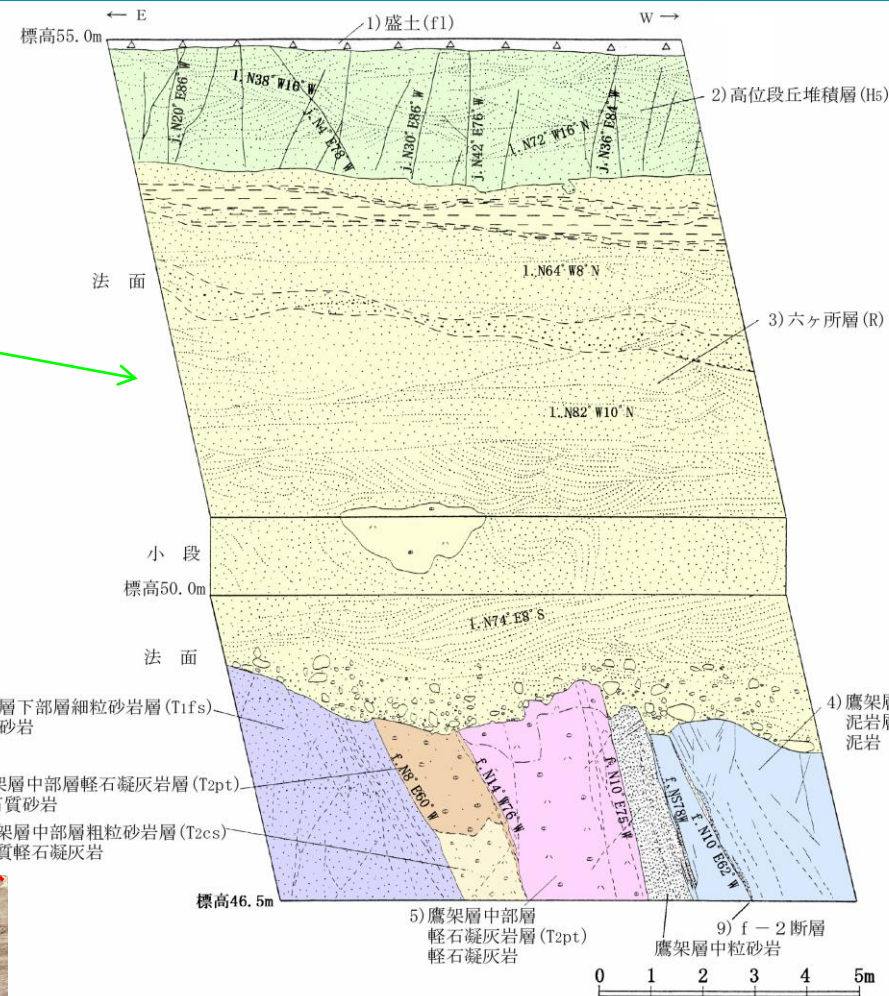 ← E
W →
標高55.0m
1)盛土(fl)
j.N20°E86°W
l.N38°W16°W
j.N4°E78°W
j.N30°E86°W
j.N42°E76°W
l.N72°W16°N
j.N36°E84°W
2)高位段丘堆積層(H5)
法 面
l.N64°W8°N
3)六ヶ所層(R)
l.N82°W10°N
小 段
標高50.0m
l.N74°E8°S
法 面
層下部層細粒砂岩層(T1fs)
砂岩
4)鷹架層
泥岩層
泥岩
架層中部層軽石凝灰岩層(T2pt)
石質砂岩
架層中部層粗粒砂岩層(T2cs)
質軽石凝灰岩
f.N8°E60°W
f.N14°W76°W
f.N10°E75°W
f.NS78W
f.N10°E62°W
標高46.5m
5)鷹架層中部層
軽石凝灰岩層(T2pt)
軽石凝灰岩
9)f-2断層
鷹架層中粒砂岩
0 1 2 3 4 5m